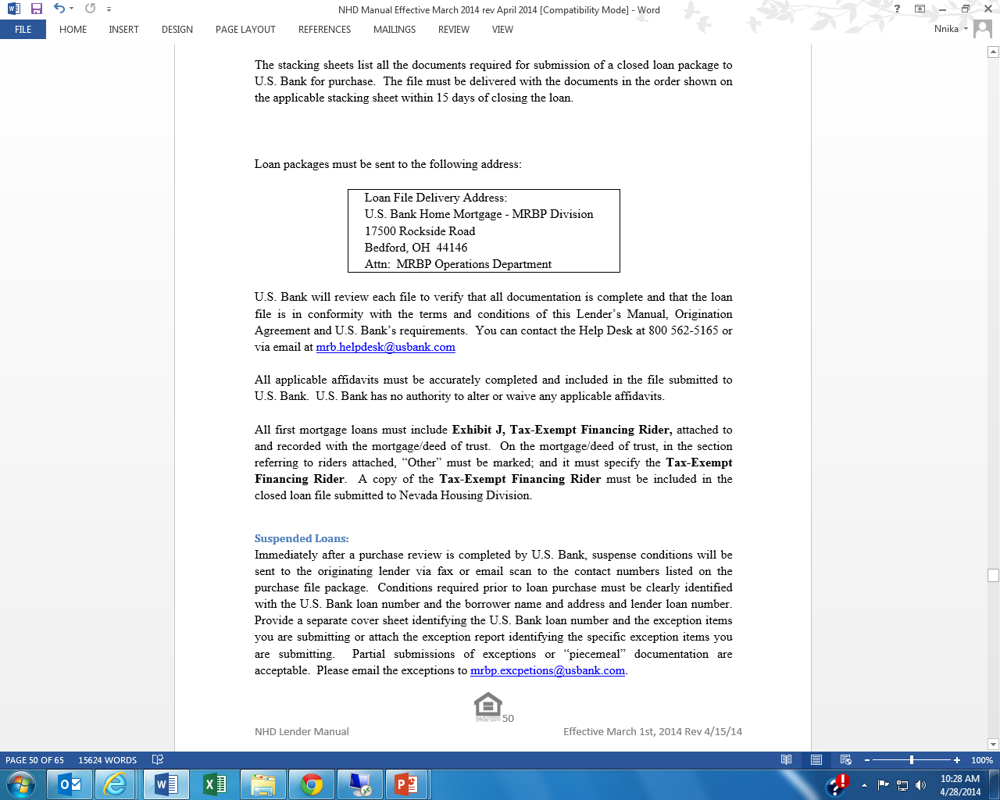 NHD Manual Effective March 2014 rev April 2014 [Compatibility Mode] - Word
FILE HOME INSERT DESIGN PAGE LAYOUT REFERENCES MAILINGS REVIEW VIEW
Nnika
The stacking sheets list all the documents required for submission of a closed loan package to
U.S. Bank for purchase.  The file must be delivered with the documents in the order shown on
the applicable stacking sheet within 15 days of closing the loan.
Loan packages must be sent to the following address:
Loan File Delivery Address:
U.S. Bank Home Mortgage - MRBP Division
17500 Rockside Road
Bedford, OH  44146
Attn:  MRBP Operations Department
U.S. Bank will review each file to verify that all documentation is complete and that the loan
file is in conformity with the terms and conditions of this Lender’s Manual, Origination
Agreement and U.S. Bank’s requirements.  You can contact the Help Desk at 800 562-5165 or
via email at mrb.helpdesk@usbank.com
All applicable affidavits must be accurately completed and included in the file submitted to
U.S. Bank.  U.S. Bank has no authority to alter or waive any applicable affidavits.
All first mortgage loans must include Exhibit J, Tax-Exempt Financing Rider, attached to
and recorded with the mortgage/deed of trust.  On the mortgage/deed of trust, in the section
referring to riders attached, “Other” must be marked; and it must specify the Tax-Exempt
Financing Rider.  A copy of the Tax-Exempt Financing Rider must be included in the
closed loan file submitted to Nevada Housing Division.
Suspended Loans:
Immediately after a purchase review is completed by U.S. Bank, suspense conditions will be
sent to the originating lender via fax or email scan to the contact numbers listed on the
purchase file package.  Conditions required prior to loan purchase must be clearly identified
with the U.S. Bank loan number and the borrower name and address and lender loan number.
Provide a separate cover sheet identifying the U.S. Bank loan number and the exception items
you are submitting or attach the exception report identifying the specific exception items you
are submitting.  Partial submissions of exceptions or “piecemeal” documentation are
acceptable.  Please email the exceptions to mrbp.excpetions@usbank.com.
50
NHD Lender Manual Effective March 1st, 2014 Rev 4/15/14
PAGE 50 OF 65 15624 WORDS 100%
10:28 AM
4/28/2014